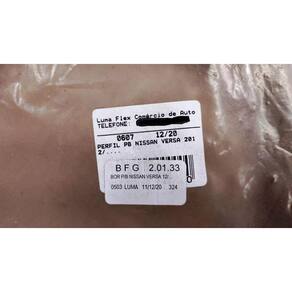 Luma Flex Comércio de Auto
TELEFONE:
0607 12/20
PERFIL PB NISSAN VERSA 201
2/....
BFG 2.01.33
BOR P/B NISSAN VERSA 12/..
0503 LUMA 11/12/20 324